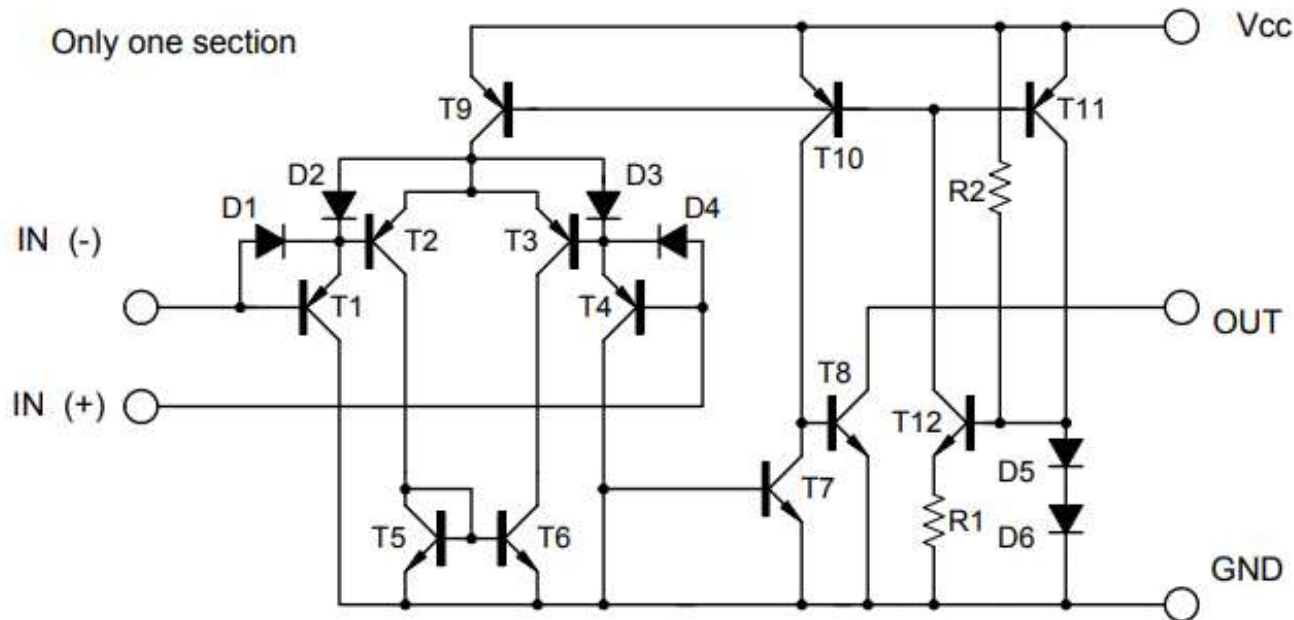 Only one section
Vcc
T9
T10
T11
D2
D3
D1
D4
R2
IN (-)
T2
T3
T1
T4
OUT
IN (+)
T8
T12
D5
T7
R1
T5
T6
D6
GND